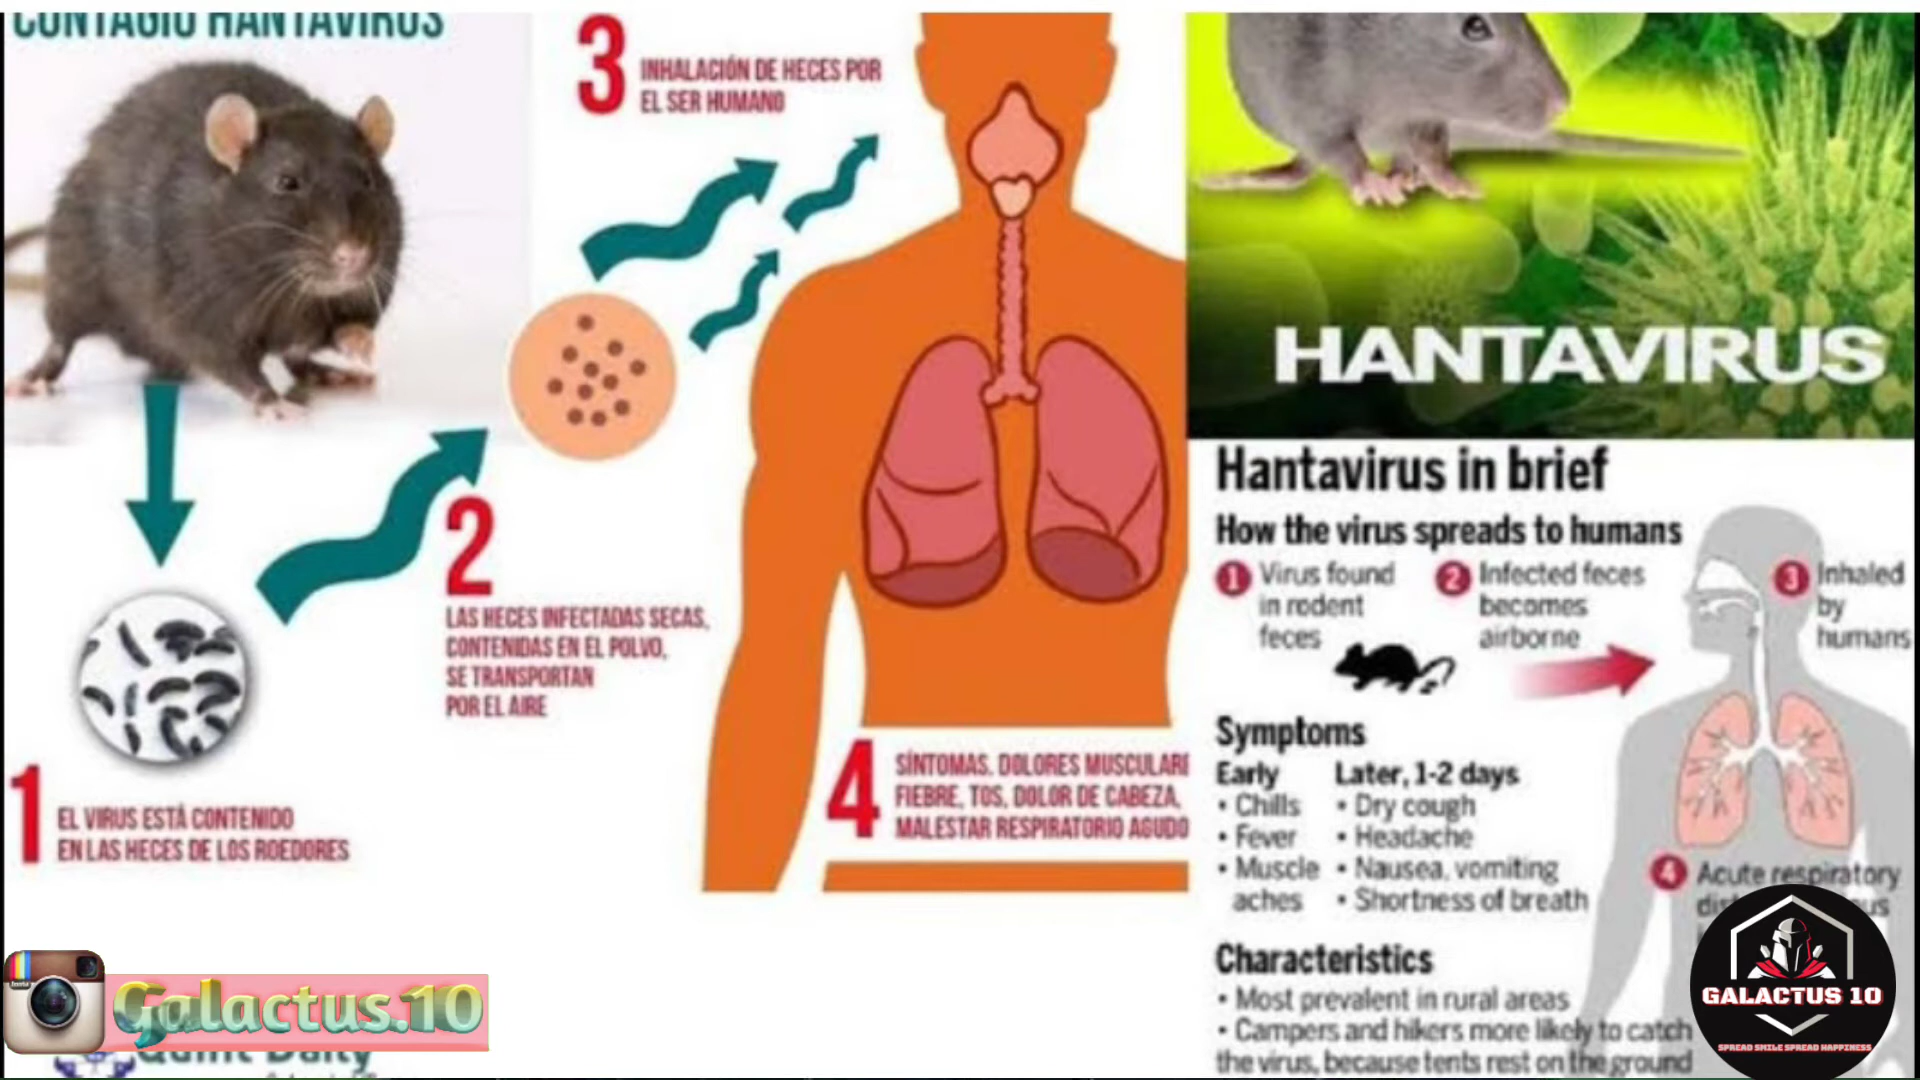 CONTAGIO HANTAVIRUS
3
INHALACIÓN DE HECES POR
EL SER HUMANO
2
LAS HECES INFECTADAS SECAS,
CONTENIDAS EN EL POLVO,
SE TRANSPORTAN
POR EL AIRE
1
EL VIRUS ESTÁ CONTENIDO
EN LAS HECES DE LOS ROEDORES
4
SÍNTOMAS. DOLORES MUSCULARE
FIEBRE, TOS, DOLOR DE CABEZA,
MALESTAR RESPIRATORIO AGUDO
HANTAVIRUS
Hantavirus in brief
How the virus spreads to humans
1 Virus found
in rodent
feces
2 Infected feces
becomes
airborne
3 Inhaled
by
humans
Symptoms
Early
• Chills
• Fever
• Muscle
aches
Later, 1-2 days
• Dry cough
• Headache
• Nausea, vomiting
• Shortness of breath
4 Acute respiratory
Characteristics
• Most prevalent in rural areas
• Campers and hikers more likely to catch
the virus, because tents rest on the ground
Galactus.10
Daily
GALACTUS 10
SPREAD SMILE SPREAD HAPPINESS